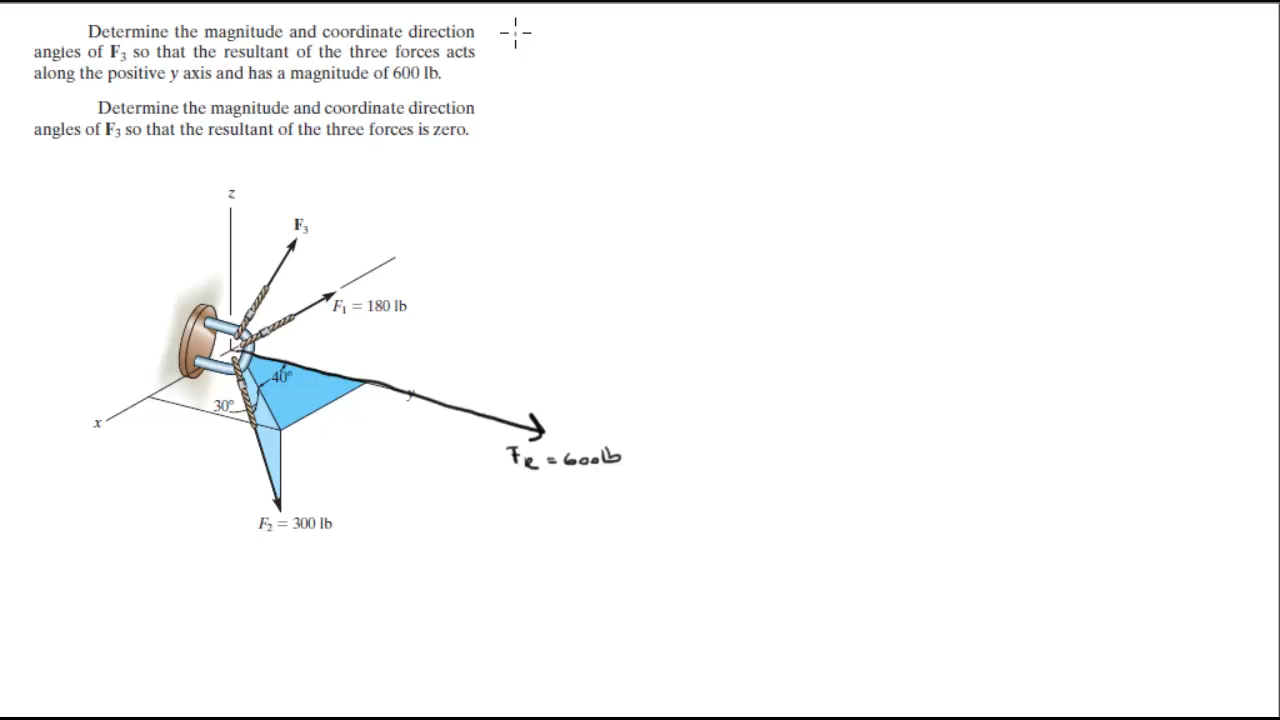 Determine the magnitude and coordinate direction
angles of F₃ so that the resultant of the three forces acts
along the positive y axis and has a magnitude of 600 lb.
Determine the magnitude and coordinate direction
angles of F₃ so that the resultant of the three forces is zero.
z
F₃
F₁ = 180 lb
40°
30°
y
x
F_R = 600lb
F₂ = 300 lb